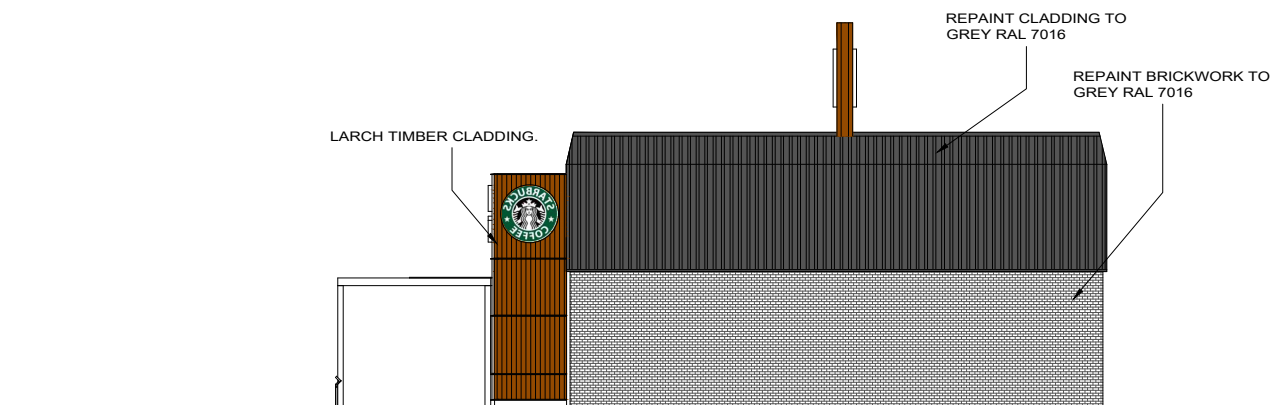 REPAINT CLADDING TO
GREY RAL 7016
REPAINT BRICKWORK TO
GREY RAL 7016
LARCH TIMBER CLADDING.
STARBUCKS
COFFEE